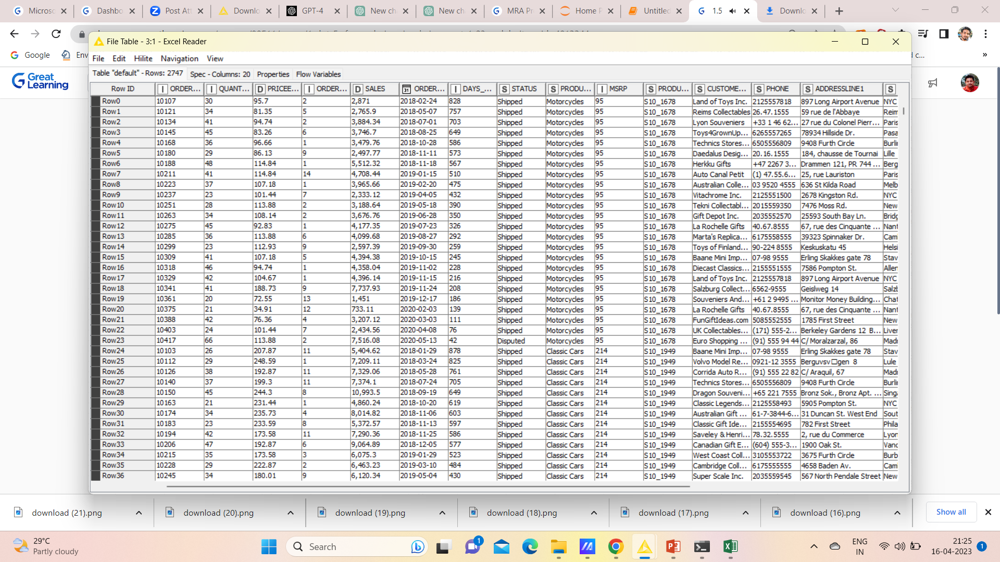 Micros
Dashbo
Post Att
Downlo
GPT-4
New ch
New ch
MRA Pr
Home P
Untitled
1.5
Downlo
File Table - 3:1 - Excel Reader
Google
Env
d c...
»
File Edit Hilite Navigation View
Great Learning
Table "default" - Rows: 2747 Spec - Columns: 20 Properties Flow Variables
Row ID I ORDER... I QUANT... D PRICEE... I ORDER... D SALES 31 ORDER... I DAYS_... S STATUS S PRODU... I MSRP S PRODU... S CUSTOME... S PHONE S ADDRESSLINE1 S
Row0 10107 30 95.7 2 2,871 2018-02-24 828 Shipped Motorcycles 95 S10_1678 Land of Toys Inc. 2125557818 897 Long Airport Avenue NYC
Row1 10121 34 81.35 5 2,765.9 2018-05-07 757 Shipped Motorcycles 95 S10_1678 Reims Collectables 26.47.1555 59 rue de l'Abbaye Reim
Row2 10134 41 94.74 2 3,884.34 2018-07-01 703 Shipped Motorcycles 95 S10_1678 Lyon Souveniers +33 1 46 62... 27 rue du Colonel Pierr... Paris
Row3 10145 45 83.26 6 3,746.7 2018-08-25 649 Shipped Motorcycles 95 S10_1678 Toys4GrownUp... 6265557265 78934 Hillside Dr. Pasa
Row4 10168 36 96.66 1 3,479.76 2018-10-28 586 Shipped Motorcycles 95 S10_1678 Technics Stores... 6505556809 9408 Furth Circle Burli
Row5 10180 29 86.13 9 2,497.77 2018-11-11 573 Shipped Motorcycles 95 S10_1678 Daedalus Desig... 20.16.1555 184, chausse de Tournai Lille
Row6 10188 48 114.84 1 5,512.32 2018-11-18 567 Shipped Motorcycles 95 S10_1678 Herkku Gifts +47 2267 3... Drammen 121, PR 744 ... Berg
Row7 10211 41 114.84 14 4,708.44 2019-01-15 510 Shipped Motorcycles 95 S10_1678 Auto Canal Petit (1) 47.55.6... 25, rue Lauriston Paris
Row8 10223 37 107.18 1 3,965.66 2019-02-20 475 Shipped Motorcycles 95 S10_1678 Australian Colle... 03 9520 4555 636 St Kilda Road Melb
Row9 10237 23 101.44 7 2,333.12 2019-04-05 432 Shipped Motorcycles 95 S10_1678 Vitachrome Inc. 2125551500 2678 Kingston Rd. NYC
Row10 10251 28 113.88 2 3,188.64 2019-05-18 390 Shipped Motorcycles 95 S10_1678 Tekni Collectabl... 2015559350 7476 Moss Rd. New
Row11 10263 34 108.14 2 3,676.76 2019-06-28 350 Shipped Motorcycles 95 S10_1678 Gift Depot Inc. 2035552570 25593 South Bay Ln. Bridg
Row12 10275 45 92.83 1 4,177.35 2019-07-23 326 Shipped Motorcycles 95 S10_1678 La Rochelle Gifts 40.67.8555 67, rue des Cinquante ... Nant
Row13 10285 36 113.88 6 4,099.68 2019-08-27 292 Shipped Motorcycles 95 S10_1678 Marta's Replica... 6175558555 39323 Spinnaker Dr. Cam
Row14 10299 23 112.93 9 2,597.39 2019-09-30 259 Shipped Motorcycles 95 S10_1678 Toys of Finland... 90-224 8555 Keskuskatu 45 Helsi
Row15 10309 41 107.18 5 4,394.38 2019-10-15 245 Shipped Motorcycles 95 S10_1678 Baane Mini Imp... 07-98 9555 Erling Skakkes gate 78 Stav
Row16 10318 46 94.74 1 4,358.04 2019-11-02 228 Shipped Motorcycles 95 S10_1678 Diecast Classics... 2155551555 7586 Pompton St. Allen
Row17 10329 42 104.67 1 4,396.14 2019-11-15 216 Shipped Motorcycles 95 S10_1678 Land of Toys Inc. 2125557818 897 Long Airport Avenue NYC
Row18 10341 41 188.73 9 7,737.93 2019-11-24 208 Shipped Motorcycles 95 S10_1678 Salzburg Collect... 6562-9555 Geislweg 14 Salzb
Row19 10361 20 72.55 13 1,451 2019-12-17 186 Shipped Motorcycles 95 S10_1678 Souveniers And... +61 2 9495 ... Monitor Money Building... Chat
Row20 10375 21 34.91 12 733.11 2020-02-03 139 Shipped Motorcycles 95 S10_1678 La Rochelle Gifts 40.67.8555 67, rue des Cinquante ... Nant
Row21 10388 42 76.36 4 3,207.12 2020-03-03 111 Shipped Motorcycles 95 S10_1678 FunGiftIdeas.com 5085552555 1785 First Street New
Row22 10403 24 101.44 7 2,434.56 2020-04-08 76 Shipped Motorcycles 95 S10_1678 UK Collectables... (171) 555-2... Berkeley Gardens 12 B... Liver
Row23 10417 66 113.88 2 7,516.08 2020-05-13 42 Disputed Motorcycles 95 S10_1678 Euro Shopping ... (91) 555 94 44 C/ Moralzarzal, 86 Madr
Row24 10103 26 207.87 11 5,404.62 2018-01-29 878 Shipped Classic Cars 214 S10_1949 Baane Mini Imp... 07-98 9555 Erling Skakkes gate 78 Stav
Row25 10112 29 248.59 1 7,209.11 2018-03-24 825 Shipped Classic Cars 214 S10_1949 Volvo Model Re... 0921-12 3555 Berguvsv□gen 8 Lule
Row26 10126 38 192.87 11 7,329.06 2018-05-28 761 Shipped Classic Cars 214 S10_1949 Corrida Auto R... (91) 555 22 82 C/ Araquil, 67 Madr
Row27 10140 37 199.3 11 7,374.1 2018-07-24 705 Shipped Classic Cars 214 S10_1949 Technics Stores... 6505556809 9408 Furth Circle Burli
Row28 10150 45 244.3 8 10,993.5 2018-09-19 649 Shipped Classic Cars 214 S10_1949 Dragon Souveni... +65 221 7555 Bronz Sok., Bronz Apt. ... Sing
Row29 10163 21 231.44 1 4,860.24 2018-10-20 619 Shipped Classic Cars 214 S10_1949 Classic Legends... 2125558493 5905 Pompton St. NYC
Row30 10174 34 235.73 4 8,014.82 2018-11-06 603 Shipped Classic Cars 214 S10_1949 Australian Gift ... 61-7-3844-6... 31 Duncan St. West End Sout
Row31 10183 23 233.59 8 5,372.57 2018-11-13 597 Shipped Classic Cars 214 S10_1949 Classic Gift Ide... 2155554695 782 First Street Phila
Row32 10194 42 173.58 11 7,290.36 2018-11-25 586 Shipped Classic Cars 214 S10_1949 Saveley & Henri... 78.32.5555 2, rue du Commerce Lyon
Row33 10206 47 192.87 6 9,064.89 2018-12-05 577 Shipped Classic Cars 214 S10_1949 Canadian Gift E... (604) 555-3... 1900 Oak St. Vanc
Row34 10215 35 173.58 3 6,075.3 2019-01-29 523 Shipped Classic Cars 214 S10_1949 West Coast Coll... 3105553722 3675 Furth Circle Burb
Row35 10228 29 222.87 2 6,463.23 2019-03-10 484 Shipped Classic Cars 214 S10_1949 Cambridge Coll... 6175555555 4658 Baden Av. Cam
Row36 10245 34 180.01 9 6,120.34 2019-05-04 430 Shipped Classic Cars 214 S10_1949 Super Scale Inc. 2035559545 567 North Pendale Street New
download (21).png
download (20).png
download (19).png
download (18).png
download (17).png
download (16).png
Show all
29°C
Partly cloudy
Search
1
ENG
IN
21:25
16-04-2023
1